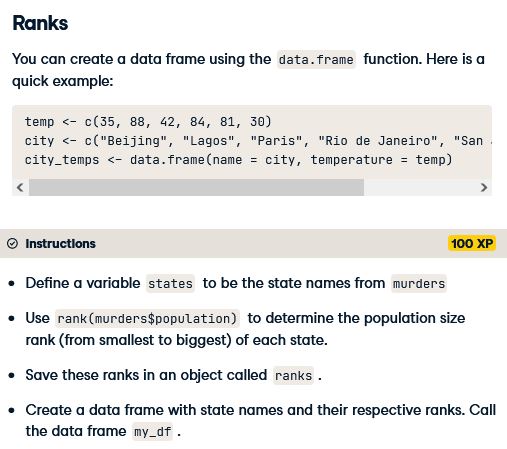 Ranks
You can create a data frame using the data.frame function. Here is a
quick example:
temp <- c(35, 88, 42, 84, 81, 30)
city <- c("Beijing", "Lagos", "Paris", "Rio de Janeiro", "San
city_temps <- data.frame(name = city, temperature = temp)
Instructions 100 XP
• Define a variable states to be the state names from murders
• Use rank(murders$population) to determine the population size
rank (from smallest to biggest) of each state.
• Save these ranks in an object called ranks .
• Create a data frame with state names and their respective ranks. Call
the data frame my_df .